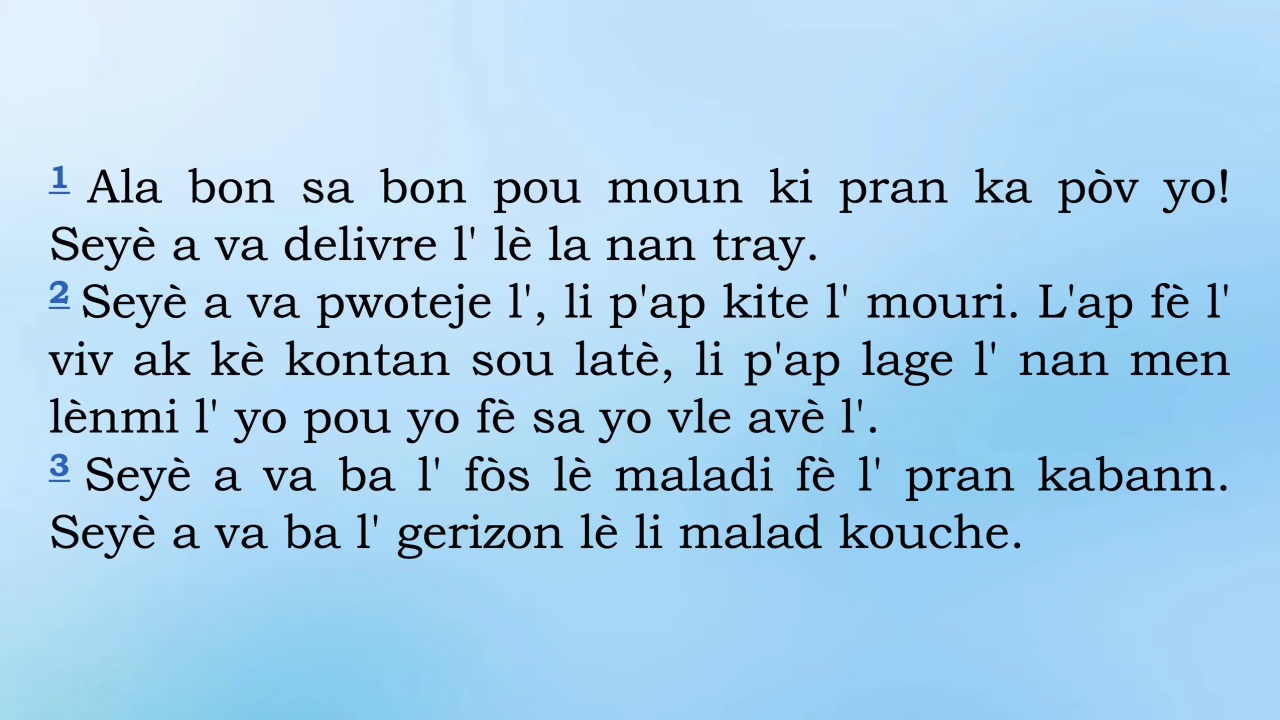 1 Ala bon sa bon pou moun ki pran ka pòv yo!
Seyè a va delivre l' lè la nan tray.
2 Seyè a va pwoteje l', li p'ap kite l' mouri. L'ap fè l'
viv ak kè kontan sou latè, li p'ap lage l' nan men
lènmi l' yo pou yo fè sa yo vle avè l'.
3 Seyè a va ba l' fòs lè maladi fè l' pran kabann.
Seyè a va ba l' gerizon lè li malad kouche.